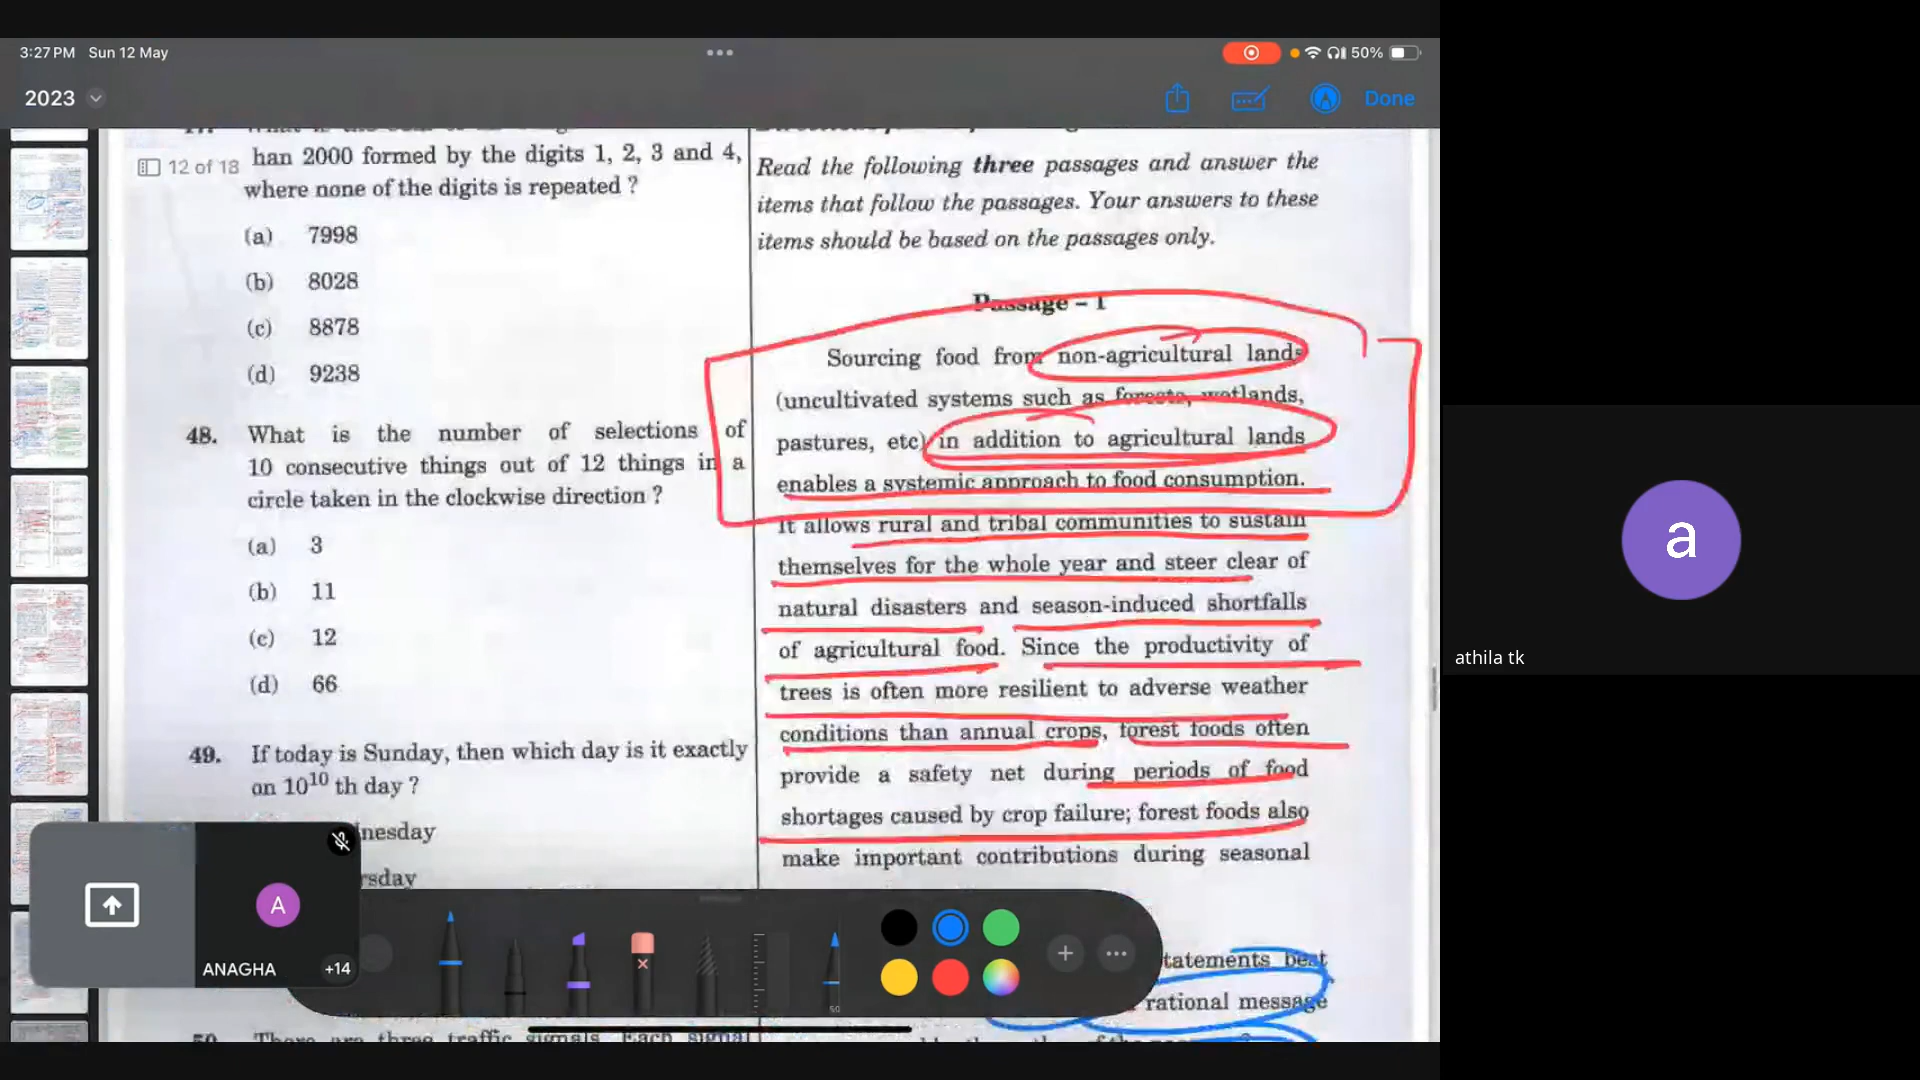 3:27 PM Sun 12 May
50%
2023
Done
12 of 18
han 2000 formed by the digits 1, 2, 3 and 4,
where none of the digits is repeated ?
(a) 7998
(b) 8028
(c) 8878
(d) 9238
48. What is the number of selections of
10 consecutive things out of 12 things in a
circle taken in the clockwise direction ?
(a) 3
(b) 11
(c) 12
(d) 66
49. If today is Sunday, then which day is it exactly
on 10¹⁰ th day ?
nesday
rsday
50. There are three traffic signals. Each signal
Read the following three passages and answer the
items that follow the passages. Your answers to these
items should be based on the passages only.
Passage – 1
Sourcing food from non-agricultural lands
(uncultivated systems such as forests, wetlands,
pastures, etc) in addition to agricultural lands
enables a systemic approach to food consumption.
It allows rural and tribal communities to sustain
themselves for the whole year and steer clear of
natural disasters and season-induced shortfalls
of agricultural food. Since the productivity of
trees is often more resilient to adverse weather
conditions than annual crops, forest foods often
provide a safety net during periods of food
shortages caused by crop failure; forest foods also
make important contributions during seasonal
tatements best
rational message
50
A
ANAGHA
+14
a
athila tk